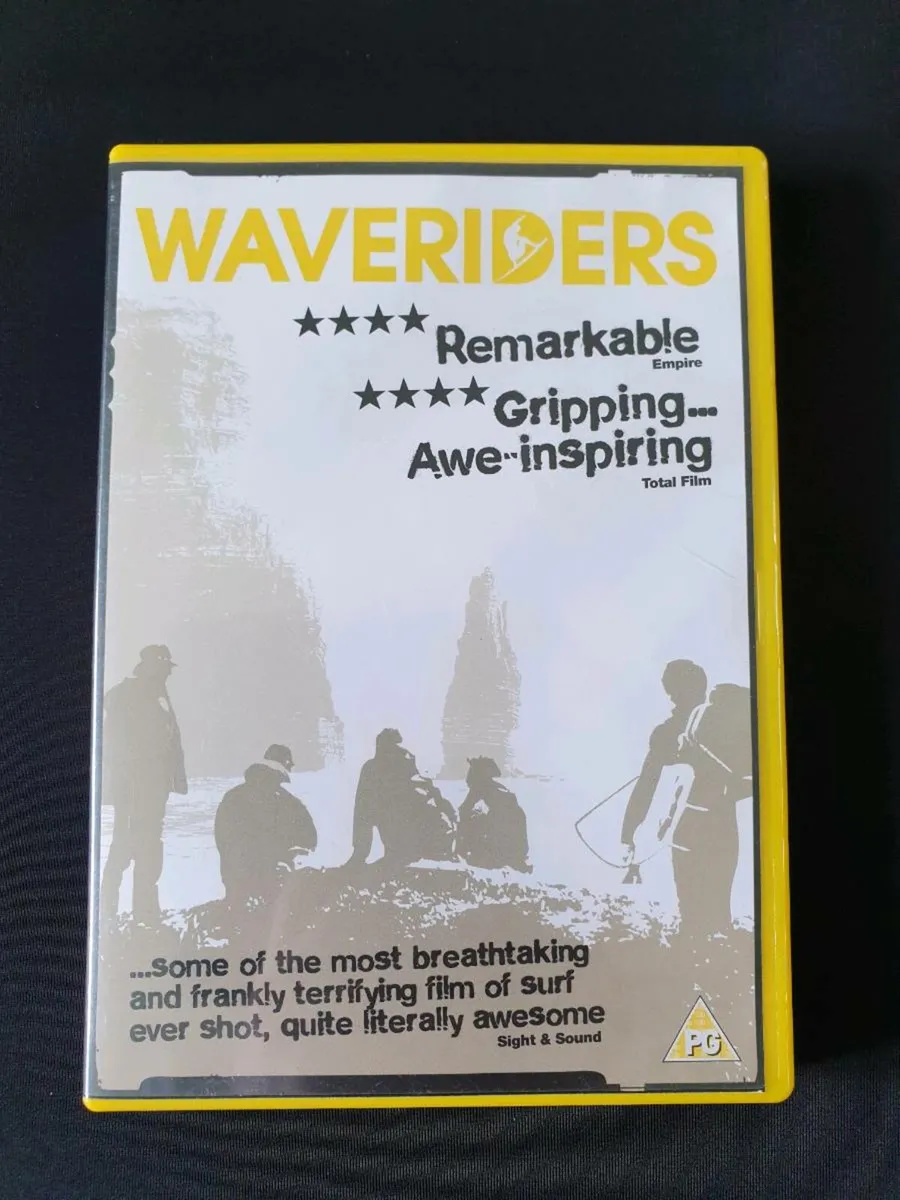 WAVERIDERS
★★★★ Remarkable
Empire
★★★★ Gripping...
Awe-inspiring
Total Film
...some of the most breathtaking
and frankly terrifying film of surf
ever shot, quite literally awesome
Sight & Sound
PG